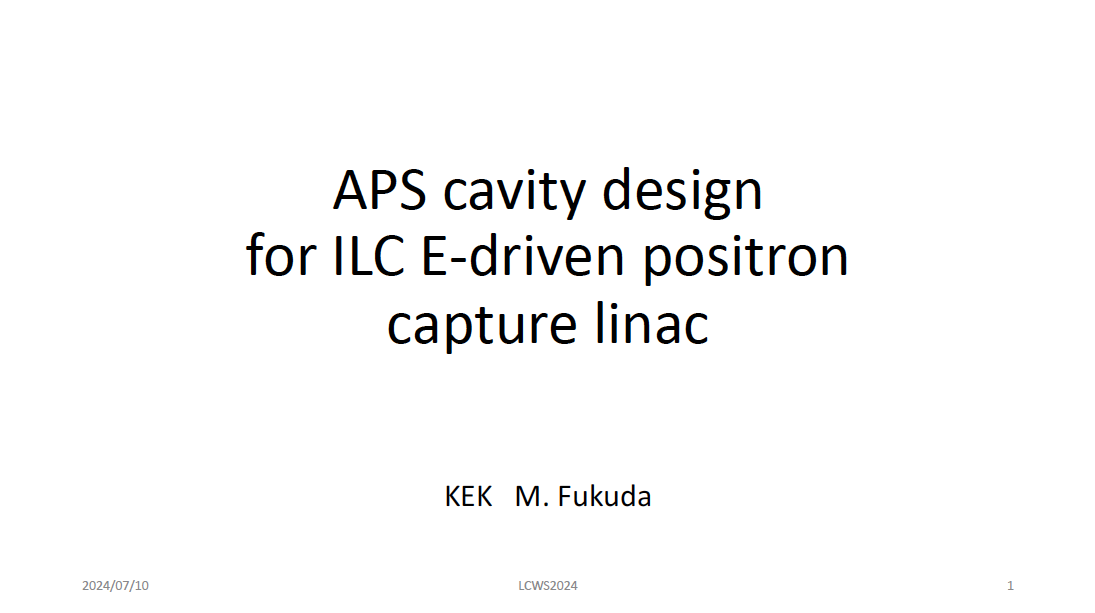 APS cavity design
for ILC E-driven positron
capture linac
KEK M. Fukuda
2024/07/10
LCWS2024
1